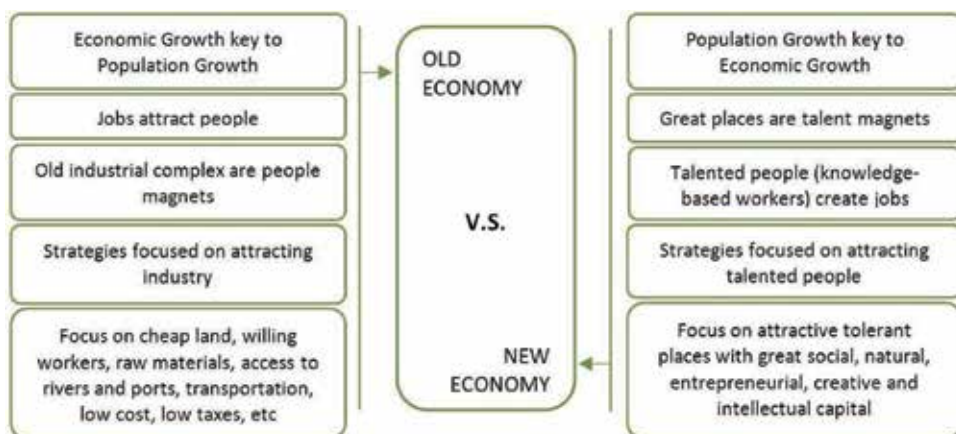 Economic Growth key to
Population Growth
Jobs attract people
Old industrial complex are people
magnets
Strategies focused on attracting
industry
Focus on cheap land, willing
workers, raw materials, access to
rivers and ports, transportation,
low cost, low taxes, etc
OLD
ECONOMY
V.S.
NEW
ECONOMY
Population Growth key to
Economic Growth
Great places are talent magnets
Talented people (knowledge-
based workers) create jobs
Strategies focused on attracting
talented people
Focus on attractive tolerant
places with great social, natural,
entrepreneurial, creative and
intellectual capital